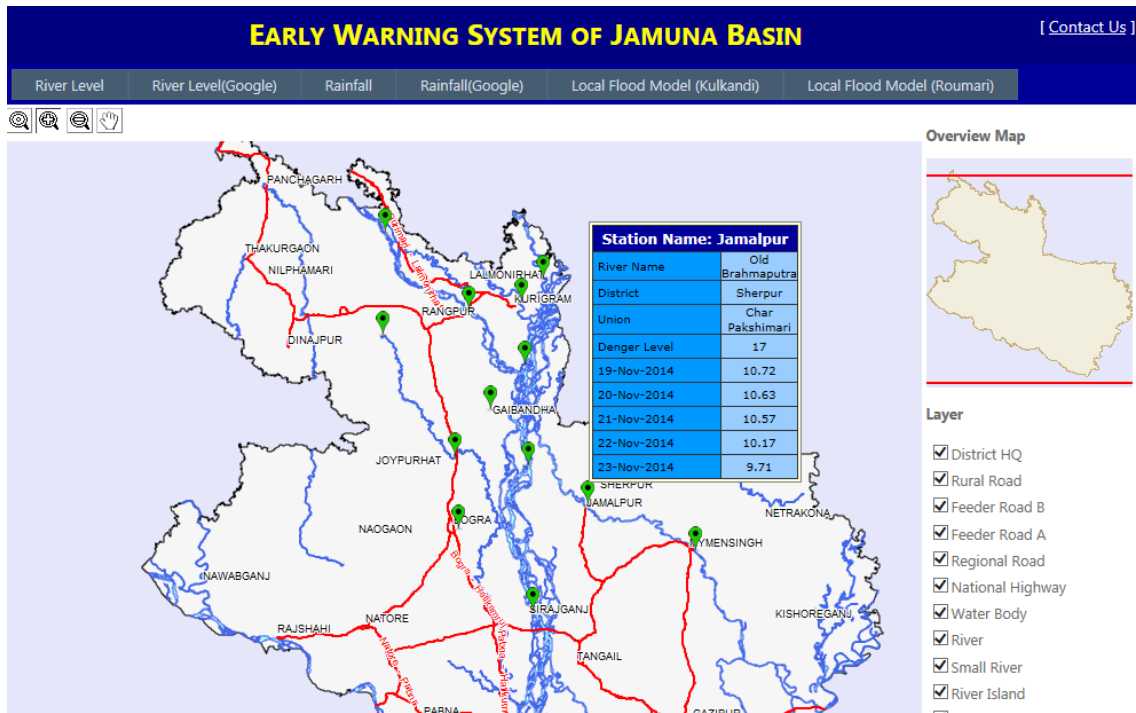 EARLY WARNING SYSTEM OF JAMUNA BASIN
[ Contact Us ]
River Level River Level(Google) Rainfall Rainfall(Google) Local Flood Model (Kulkandi) Local Flood Model (Roumari)
Overview Map
PANCHAGARH
THAKURGAON
NILPHAMARI
LALMONIRHAT
KURIGRAM
RANGPUR
DINAJPUR
GAIBANDHA
JOYPURHAT
SHERPUR
JAMALPUR
NETRAKONA
BOGRA
NAOGAON
MYMENSINGH
NAWABGANJ
SIRAJGANJ
KISHOREGANJ
NATORE
RAJSHAHI
TANGAIL
PABNA
GAZIPUR
Natore - Pabna
Station Name: Jamalpur
River Name Old Brahmaputra
District Sherpur
Union Char Pakshimari
Denger Level 17
19-Nov-2014 10.72
20-Nov-2014 10.63
21-Nov-2014 10.57
22-Nov-2014 10.17
23-Nov-2014 9.71
Layer
District HQ
Rural Road
Feeder Road B
Feeder Road A
Regional Road
National Highway
Water Body
River
Small River
River Island